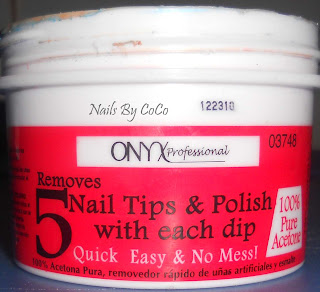 Nails By CoCo
122310
ONYX Professional
03748
Removes
5 Nail Tips & Polish
with each dip
100%
Pure
Acetone
Quick Easy & No Mess!
100% Acetona Pura, removedor rápido de uñas artificiales y esmalte